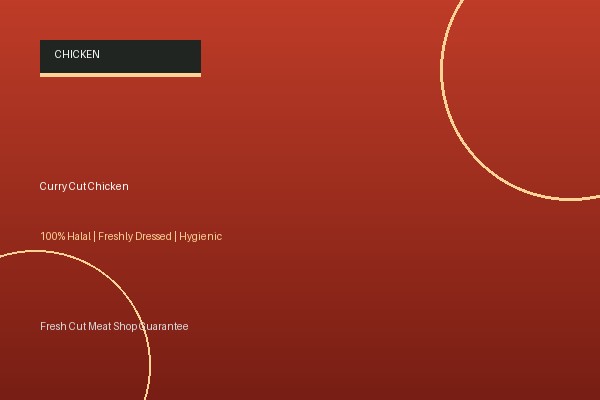 CHICKEN
Curry Cut Chicken
100% Halal | Freshly Dressed | Hygienic
Fresh Cut Meat Shop Guarantee